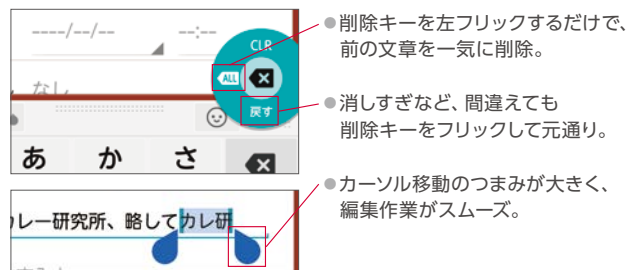 ----/--/-- --:--
CLR
ALL
戻す
なし
あ か さ
カレー研究所、略してカレ研
●削除キーを左フリックするだけで、
前の文章を一気に削除。
●消しすぎなど、間違えても
削除キーをフリックして元通り。
●カーソル移動のつまみが大きく、
編集作業がスムーズ。